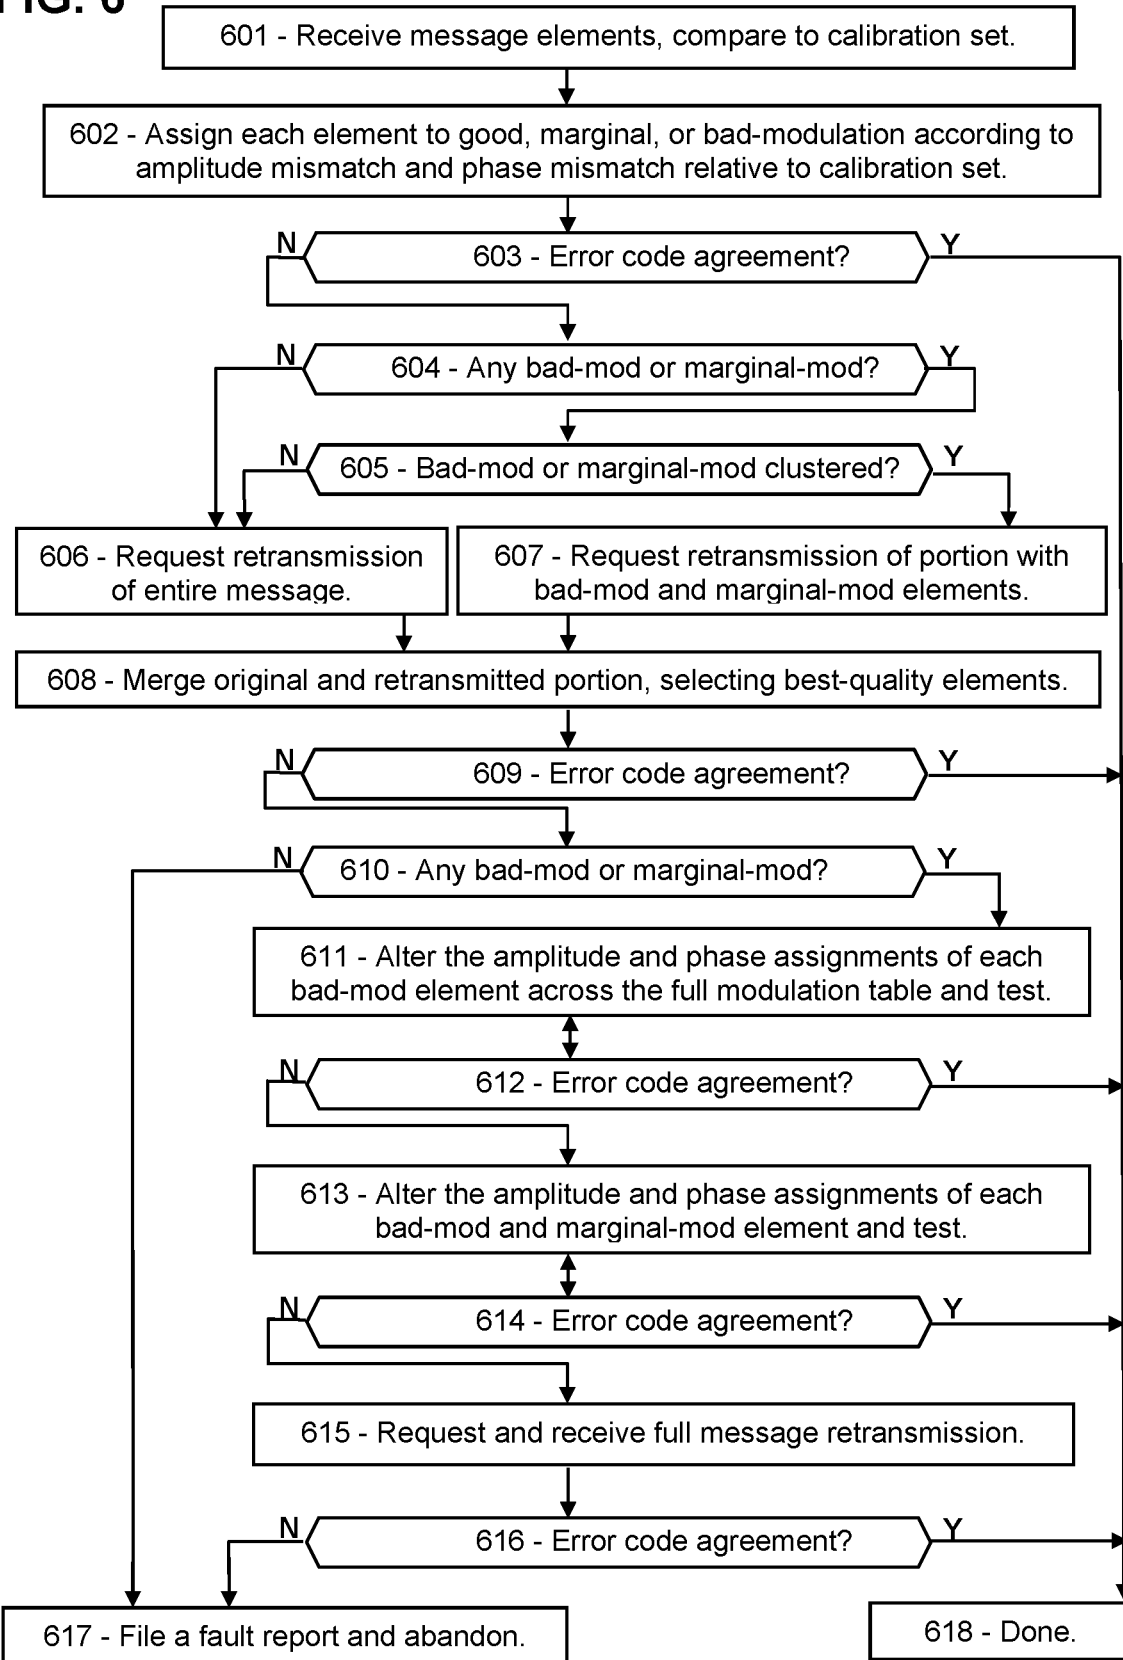 FIG. 6
601 - Receive message elements, compare to calibration set.
602 - Assign each element to good, marginal, or bad-modulation according to
amplitude mismatch and phase mismatch relative to calibration set.
N
603 - Error code agreement?
Y
N
604 - Any bad-mod or marginal-mod?
Y
N
605 - Bad-mod or marginal-mod clustered?
Y
606 - Request retransmission
of entire message.
607 - Request retransmission of portion with
bad-mod and marginal-mod elements.
608 - Merge original and retransmitted portion, selecting best-quality elements.
N
609 - Error code agreement?
Y
N
610 - Any bad-mod or marginal-mod?
Y
611 - Alter the amplitude and phase assignments of each
bad-mod element across the full modulation table and test.
N
612 - Error code agreement?
Y
613 - Alter the amplitude and phase assignments of each
bad-mod and marginal-mod element and test.
N
614 - Error code agreement?
Y
615 - Request and receive full message retransmission.
N
616 - Error code agreement?
Y
617 - File a fault report and abandon.
618 - Done.